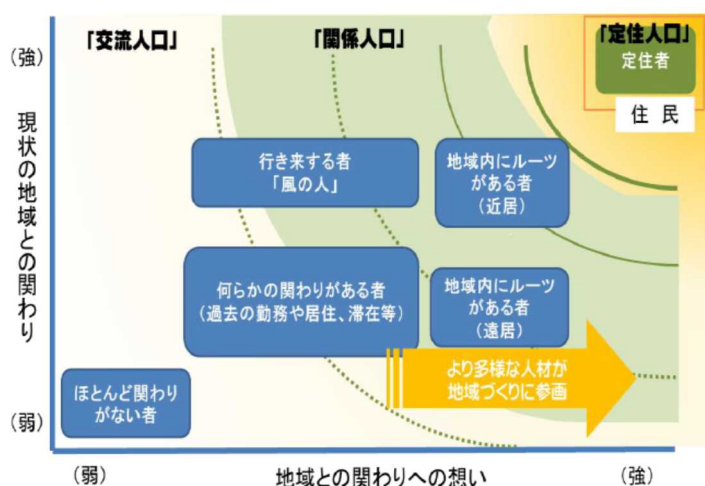 「交流人口」
「関係人口」
「定住人口」
定住者
住民
(強)
現状の地域との関わり
(弱)
行き来する者
「風の人」
地域内にルーツ
がある者
(近居)
何らかの関わりがある者
(過去の勤務や居住、滞在等)
地域内にルーツ
がある者
(遠居)
より多様な人材が
地域づくりに参画
ほとんど関わり
がない者
(弱)
地域との関わりへの想い
(強)